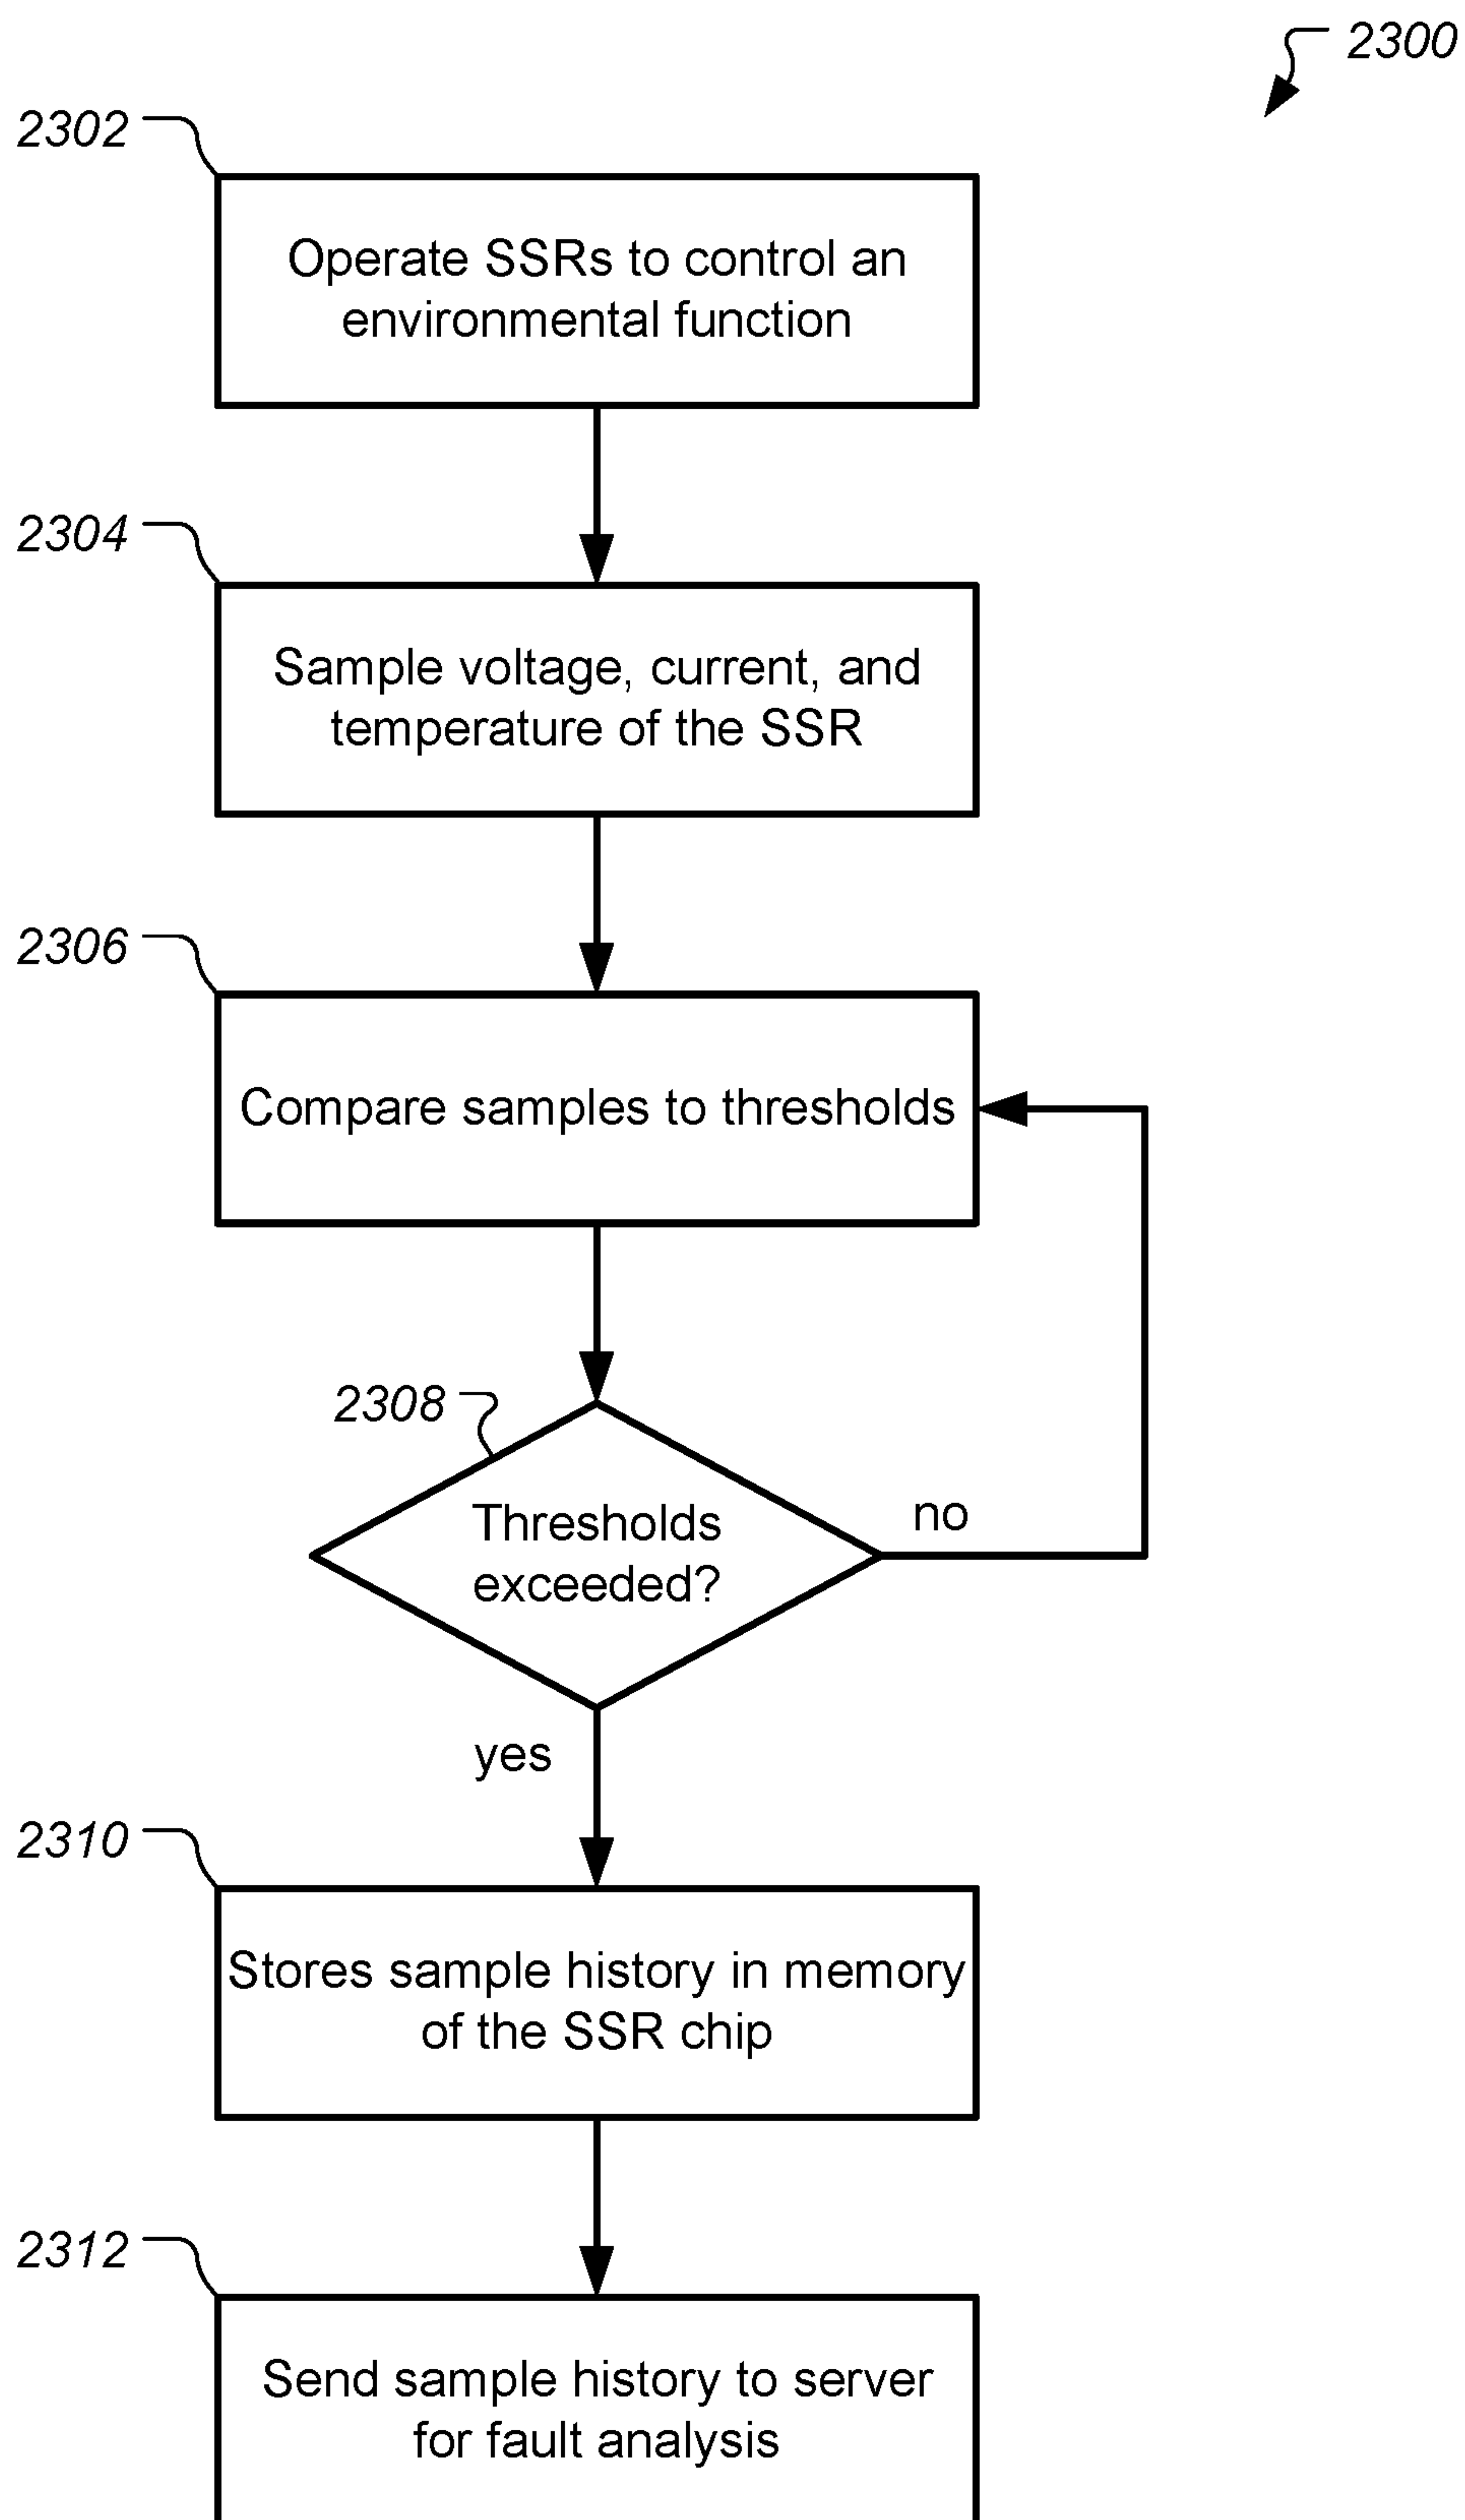 2300
2302
Operate SSRs to control an
environmental function
2304
Sample voltage, current, and
temperature of the SSR
2306
Compare samples to thresholds
2308
Thresholds
exceeded?
no
yes
2310
Stores sample history in memory
of the SSR chip
2312
Send sample history to server
for fault analysis